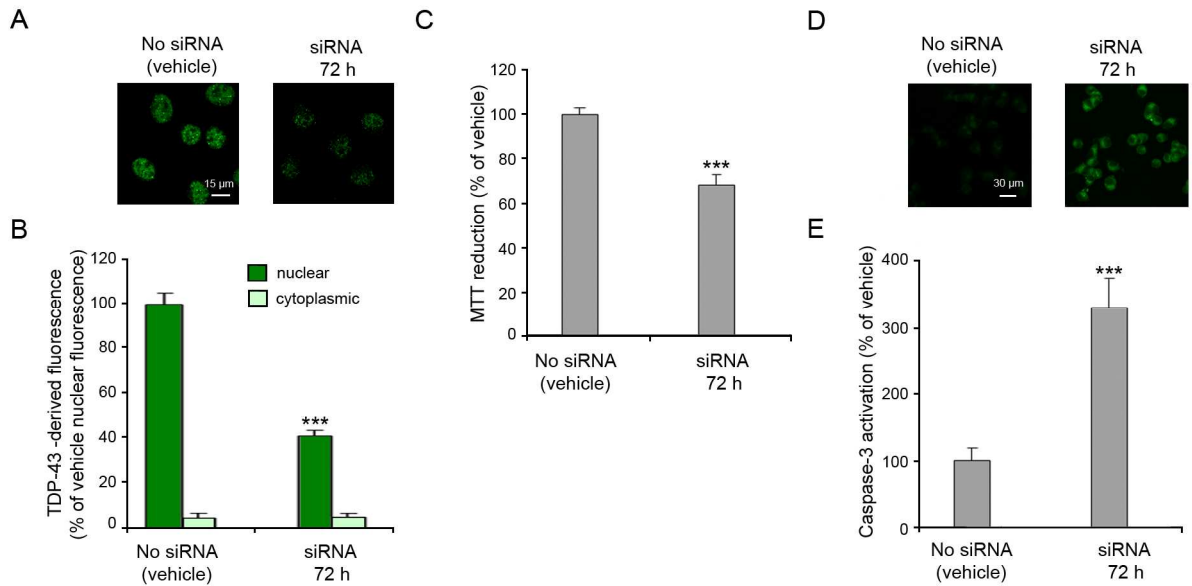 A
No siRNA
(vehicle)
siRNA
72 h
15 µm
B
TDP-43 -derived fluorescence
(% of vehicle nuclear fluorescence)
120
100
80
60
40
20
0
nuclear
cytoplasmic
***
No siRNA
(vehicle)
siRNA
72 h
C
MTT reduction (% of vehicle)
120
100
80
60
40
20
0
***
No siRNA
(vehicle)
siRNA
72 h
D
No siRNA
(vehicle)
siRNA
72 h
30 µm
E
Caspase-3 activation (% of vehicle)
400
300
200
100
0
***
No siRNA
(vehicle)
siRNA
72 h